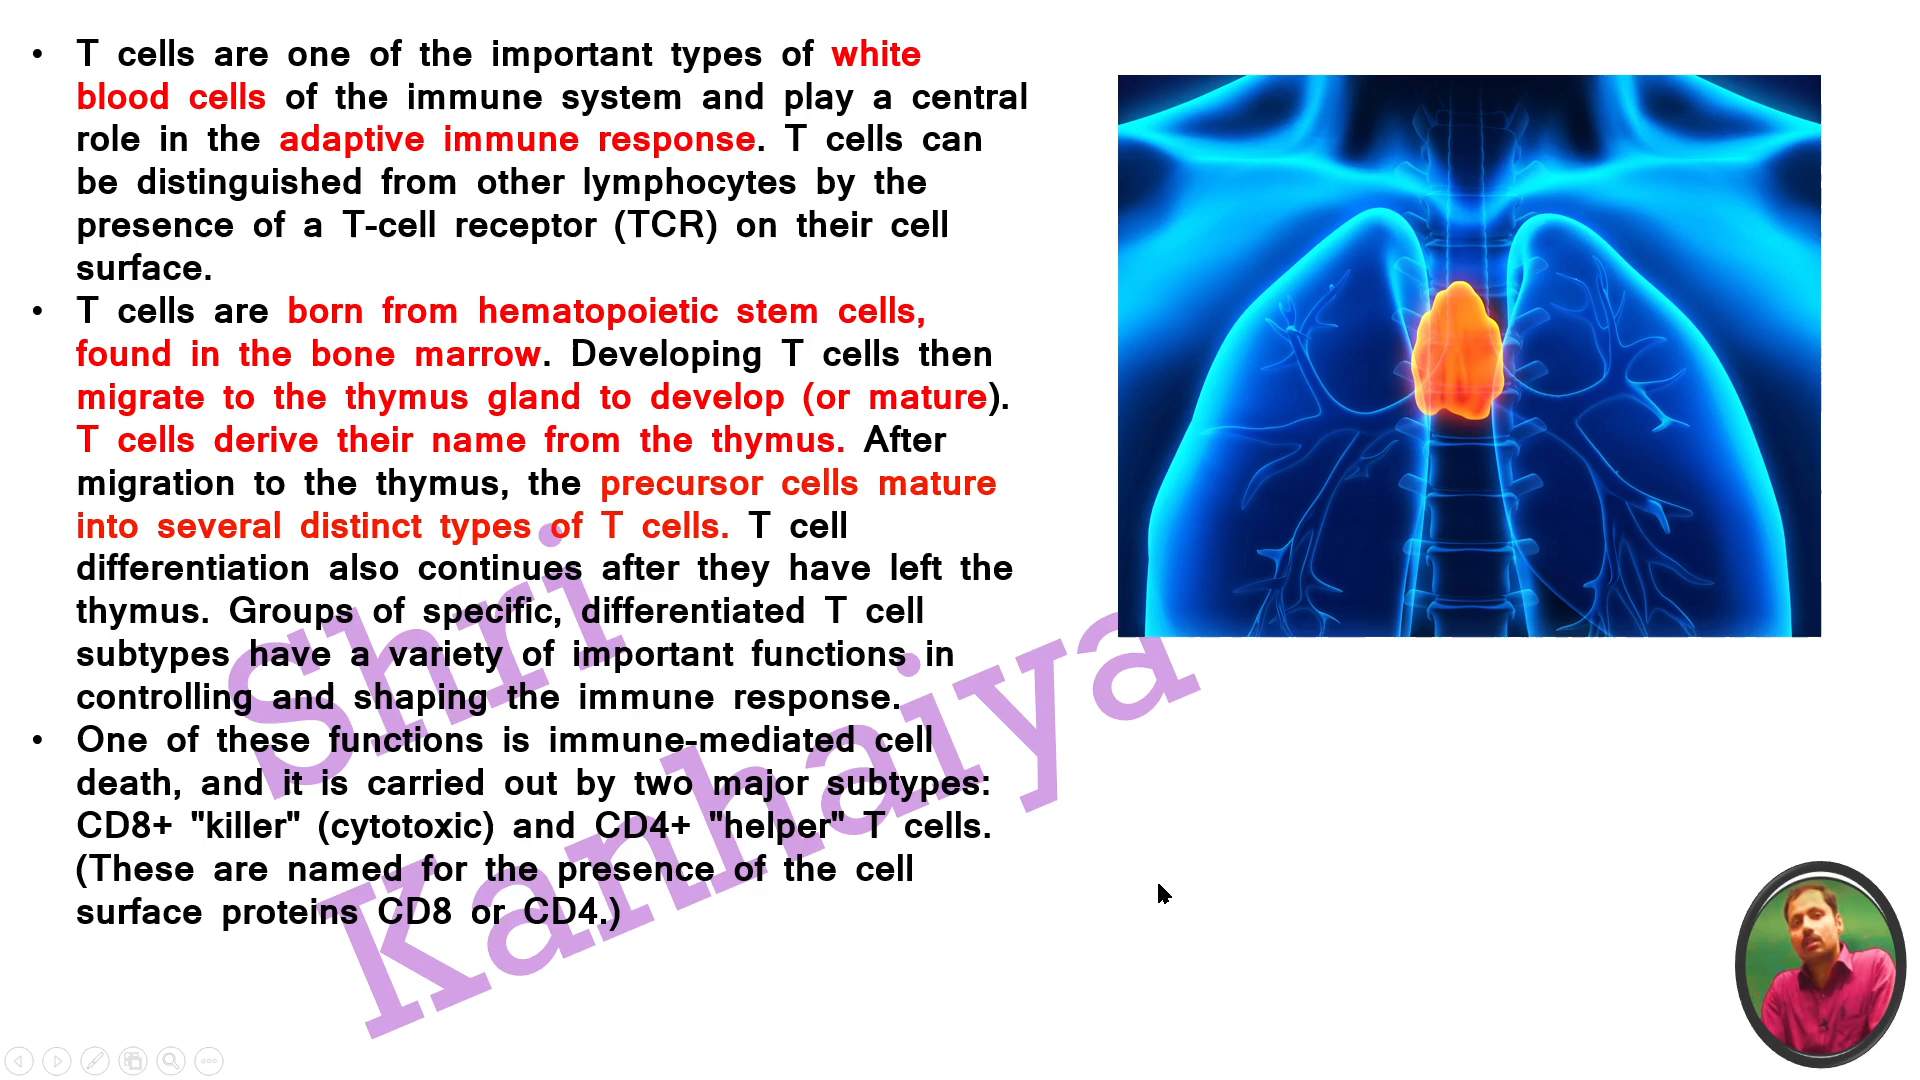 • T cells are one of the important types of white
blood cells of the immune system and play a central
role in the adaptive immune response. T cells can
be distinguished from other lymphocytes by the
presence of a T-cell receptor (TCR) on their cell
surface.
• T cells are born from hematopoietic stem cells,
found in the bone marrow. Developing T cells then
migrate to the thymus gland to develop (or mature).
T cells derive their name from the thymus. After
migration to the thymus, the precursor cells mature
into several distinct types of T cells. T cell
differentiation also continues after they have left the
thymus. Groups of specific, differentiated T cell
subtypes have a variety of important functions in
controlling and shaping the immune response.
• One of these functions is immune-mediated cell
death, and it is carried out by two major subtypes:
CD8+ "killer" (cytotoxic) and CD4+ "helper" T cells.
(These are named for the presence of the cell
surface proteins CD8 or CD4.)
Shri
Kanhaiya